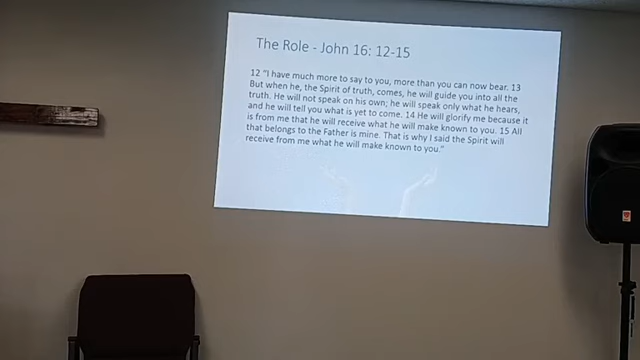 The Role - John 16: 12-15
12 "I have much more to say to you, more than you can now bear. 13
But when he, the Spirit of truth, comes, he will guide you into all the
truth. He will not speak on his own; he will speak only what he hears,
and he will tell you what is yet to come. 14 He will glorify me because it
is from me that he will receive what he will make known to you. 15 All
that belongs to the Father is mine. That is why I said the Spirit will
receive from me what he will make known to you."